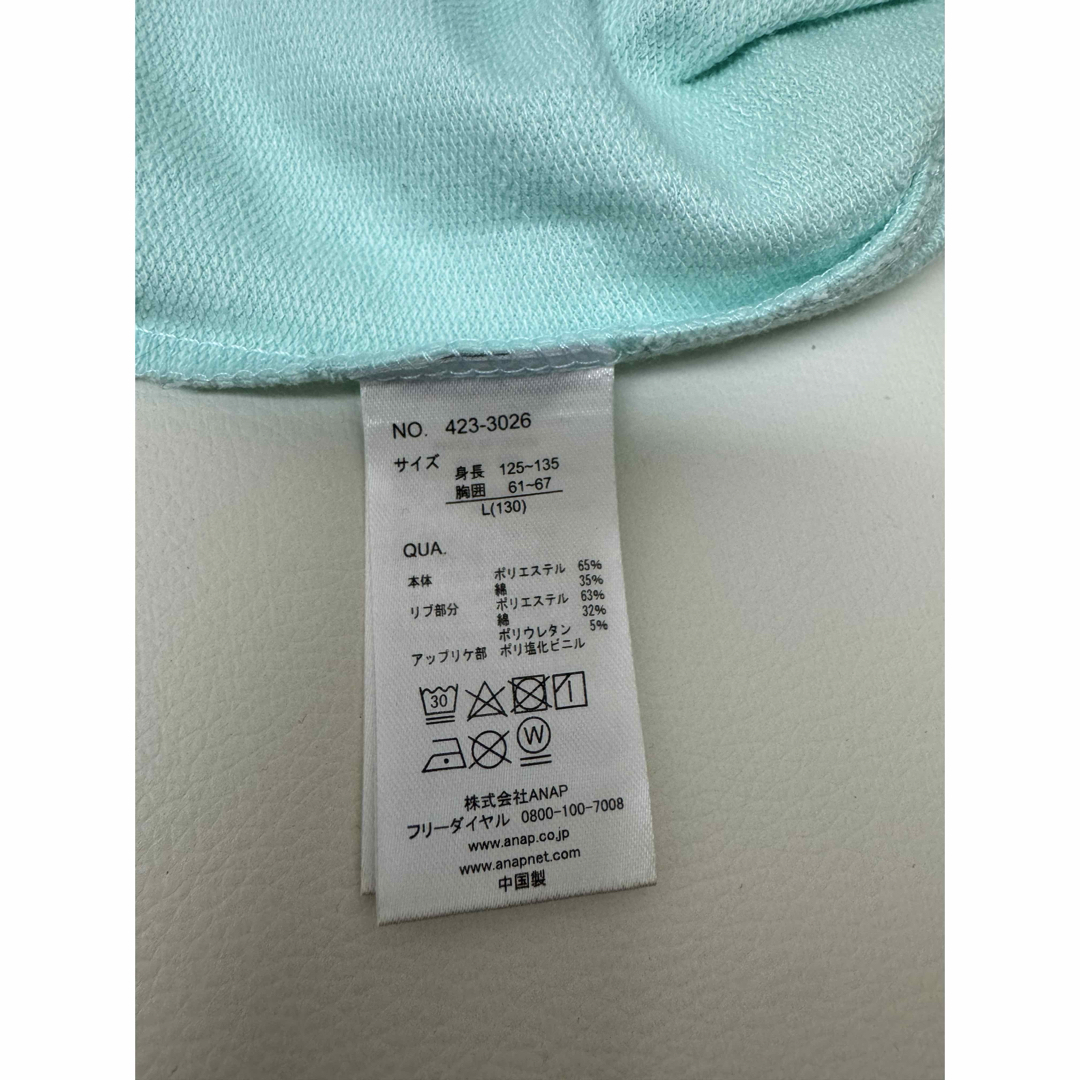 NO. 423-3026
サイズ 身長 125~135
胸囲 61~67
L(130)
QUA.
本体 ポリエステル 65%
綿 35%
リブ部分 ポリエステル 63%
綿 32%
ポリウレタン 5%
アップリケ部 ポリ塩化ビニル
30
W
株式会社ANAP
フリーダイヤル 0800-100-7008
www.anap.co.jp
www.anapnet.com
中国製